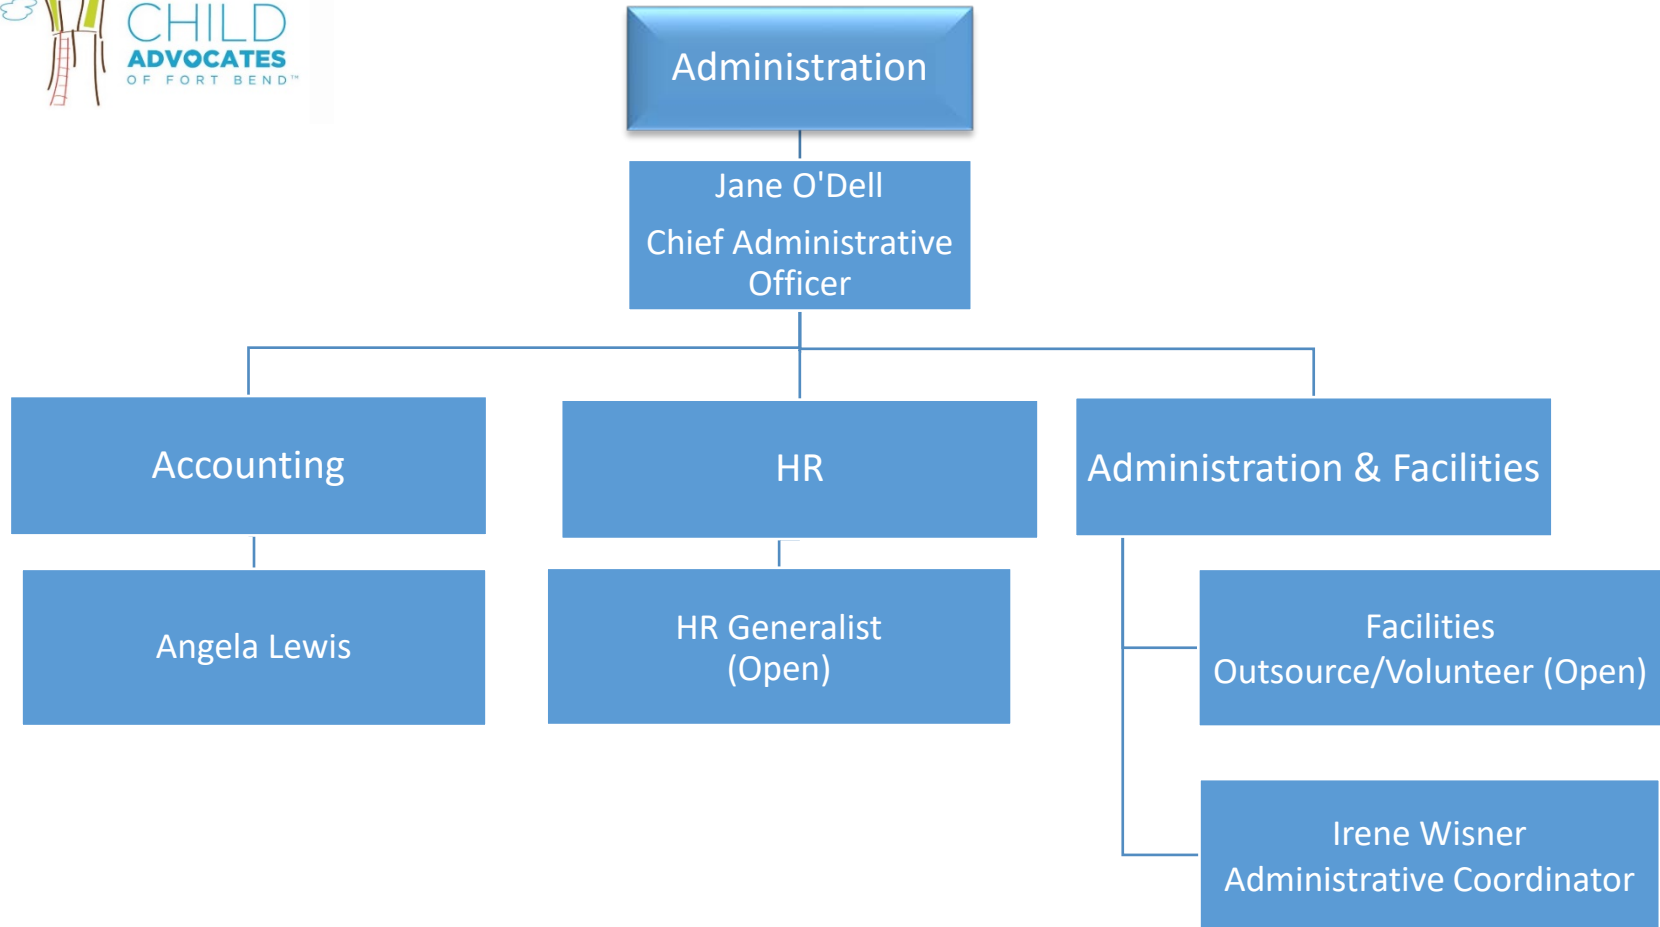 CHILD
ADVOCATES
OF FORT BEND™
Administration
Jane O'Dell
Chief Administrative
Officer
Accounting
HR
Administration & Facilities
Angela Lewis
HR Generalist
(Open)
Facilities
Outsource/Volunteer (Open)
Irene Wisner
Administrative Coordinator